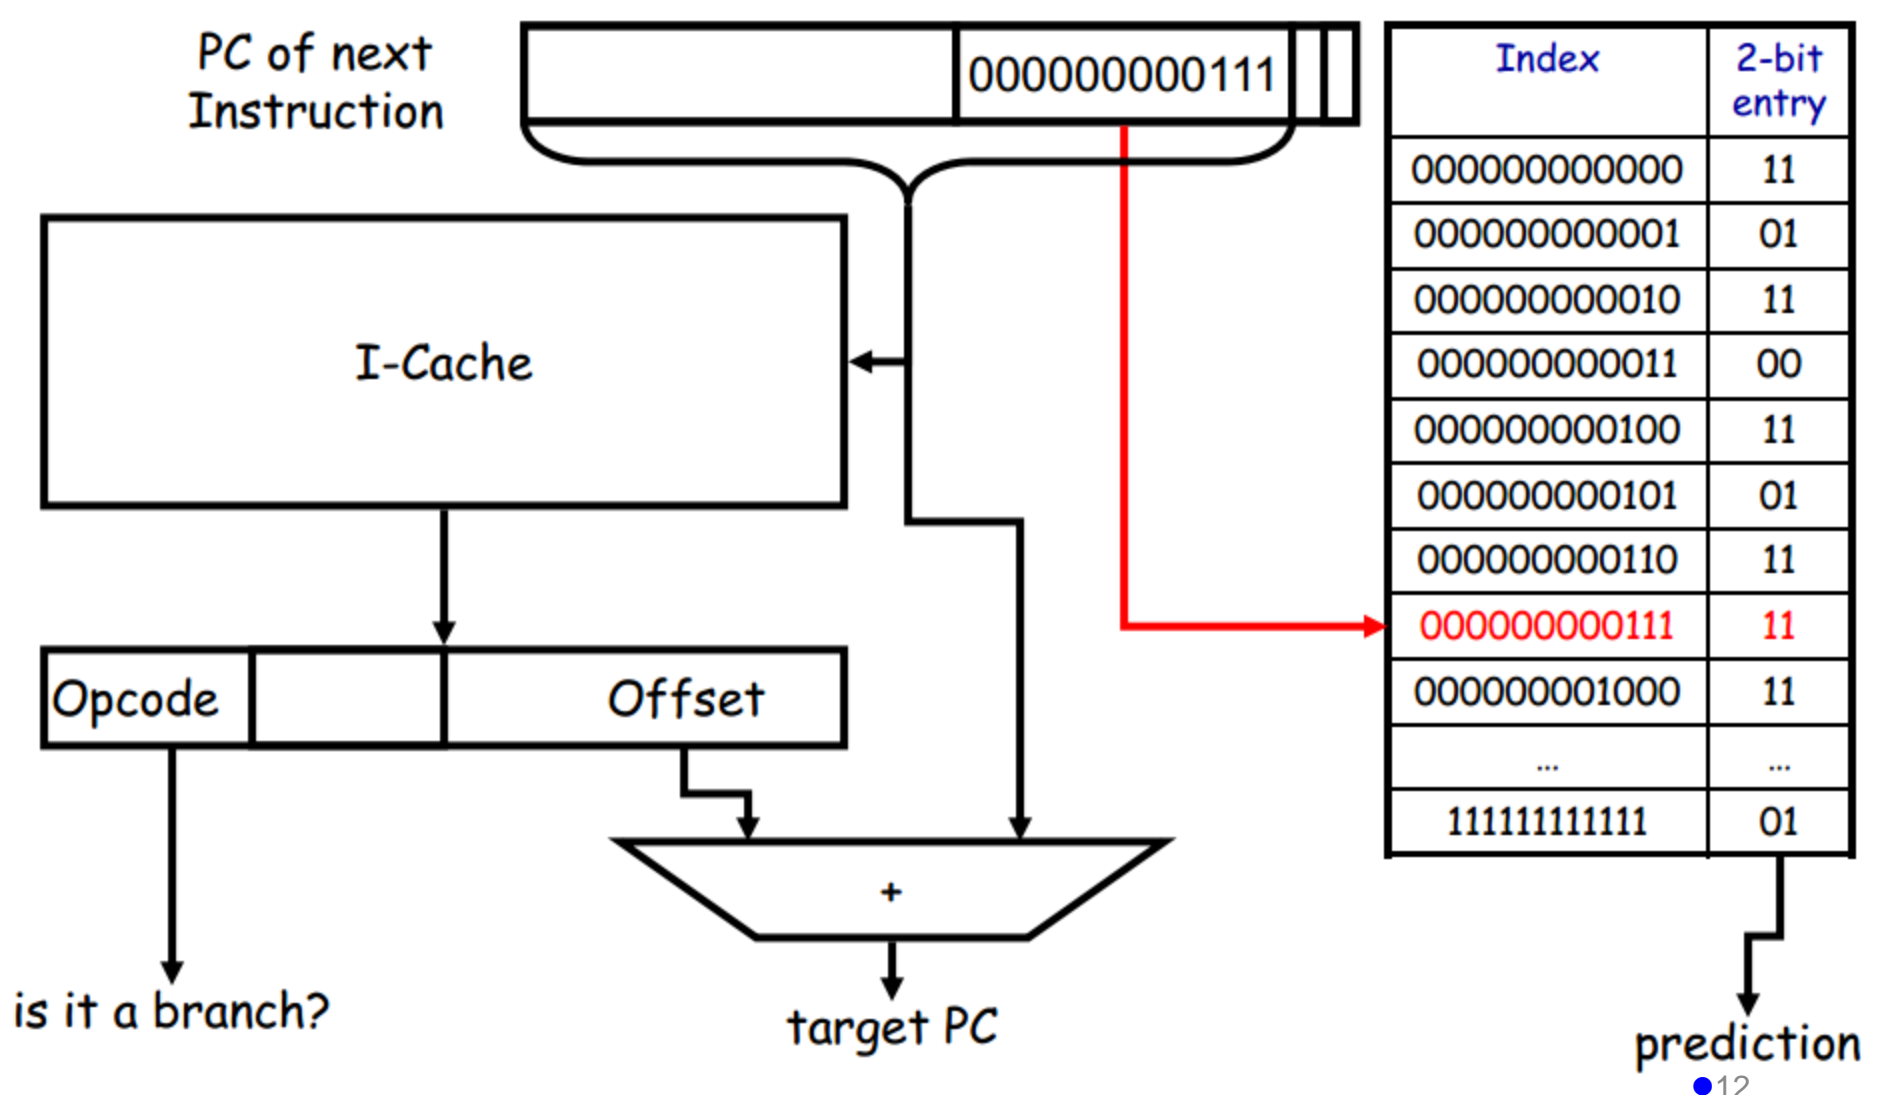 PC of next
Instruction
000000000111
Index
2-bit
entry
000000000000 11
000000000001 01
000000000010 11
000000000011 00
000000000100 11
000000000101 01
000000000110 11
000000000111 11
000000001000 11
... ...
111111111111 01
I-Cache
Opcode
Offset
+
is it a branch?
target PC
prediction
12